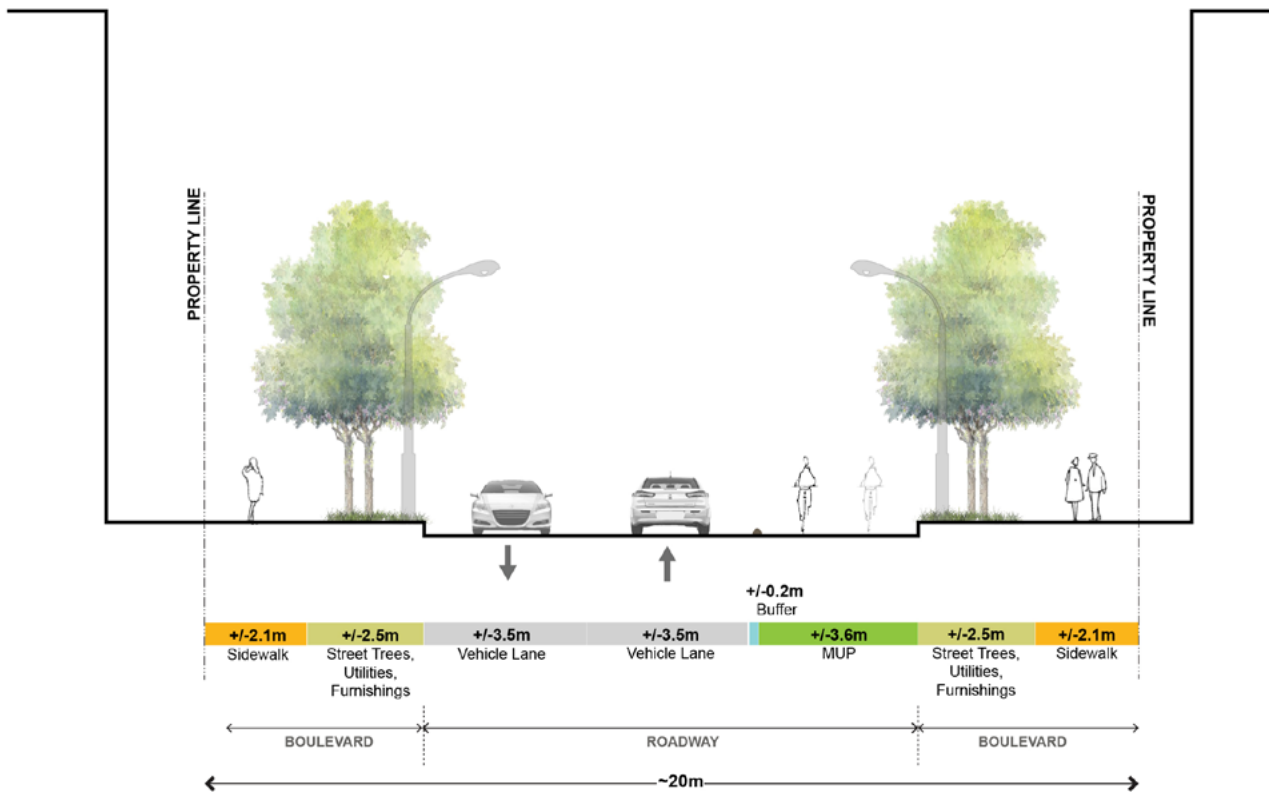 PROPERTY LINE
PROPERTY LINE
+/-0.2m
Buffer
+/-2.1m
Sidewalk
+/-2.5m
Street Trees,
Utilities,
Furnishings
+/-3.5m
Vehicle Lane
+/-3.5m
Vehicle Lane
+/-3.6m
MUP
+/-2.5m
Street Trees,
Utilities,
Furnishings
+/-2.1m
Sidewalk
BOULEVARD
ROADWAY
BOULEVARD
~20m